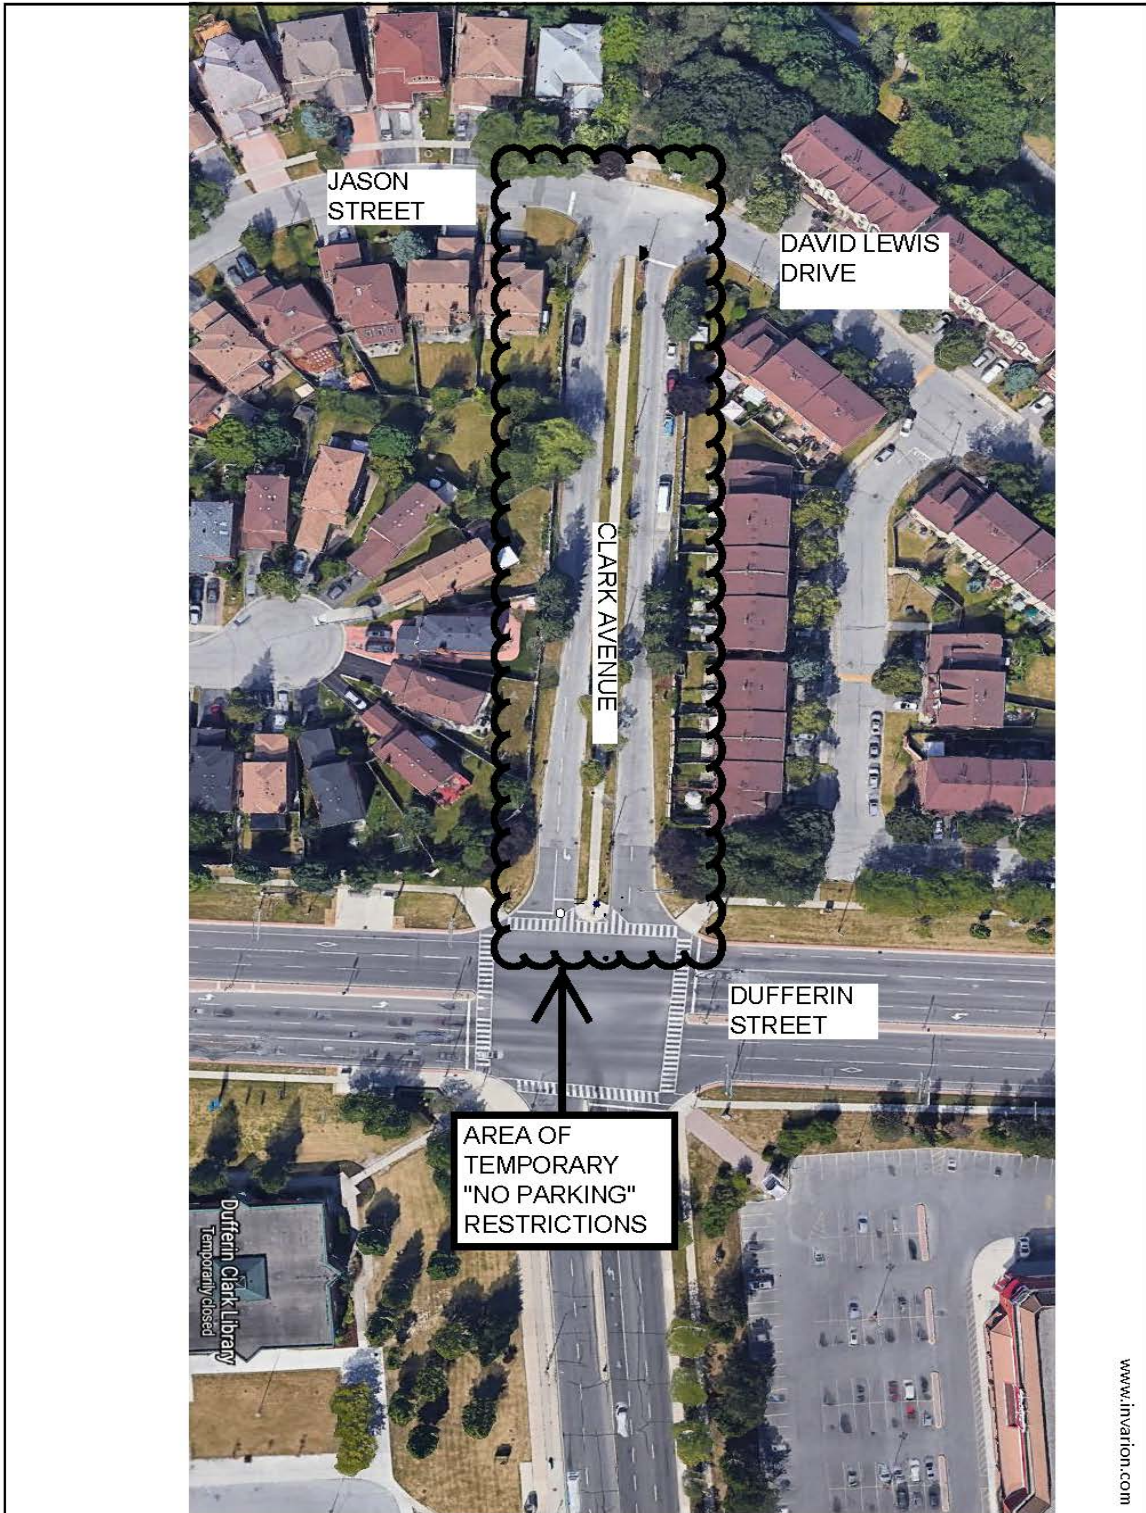 JASON
STREET
DAVID LEWIS
DRIVE
CLARK AVENUE
DUFFERIN
STREET
AREA OF
TEMPORARY
"NO PARKING"
RESTRICTIONS
Dufferin Clark Library
Temporarily closed
www.invarion.com